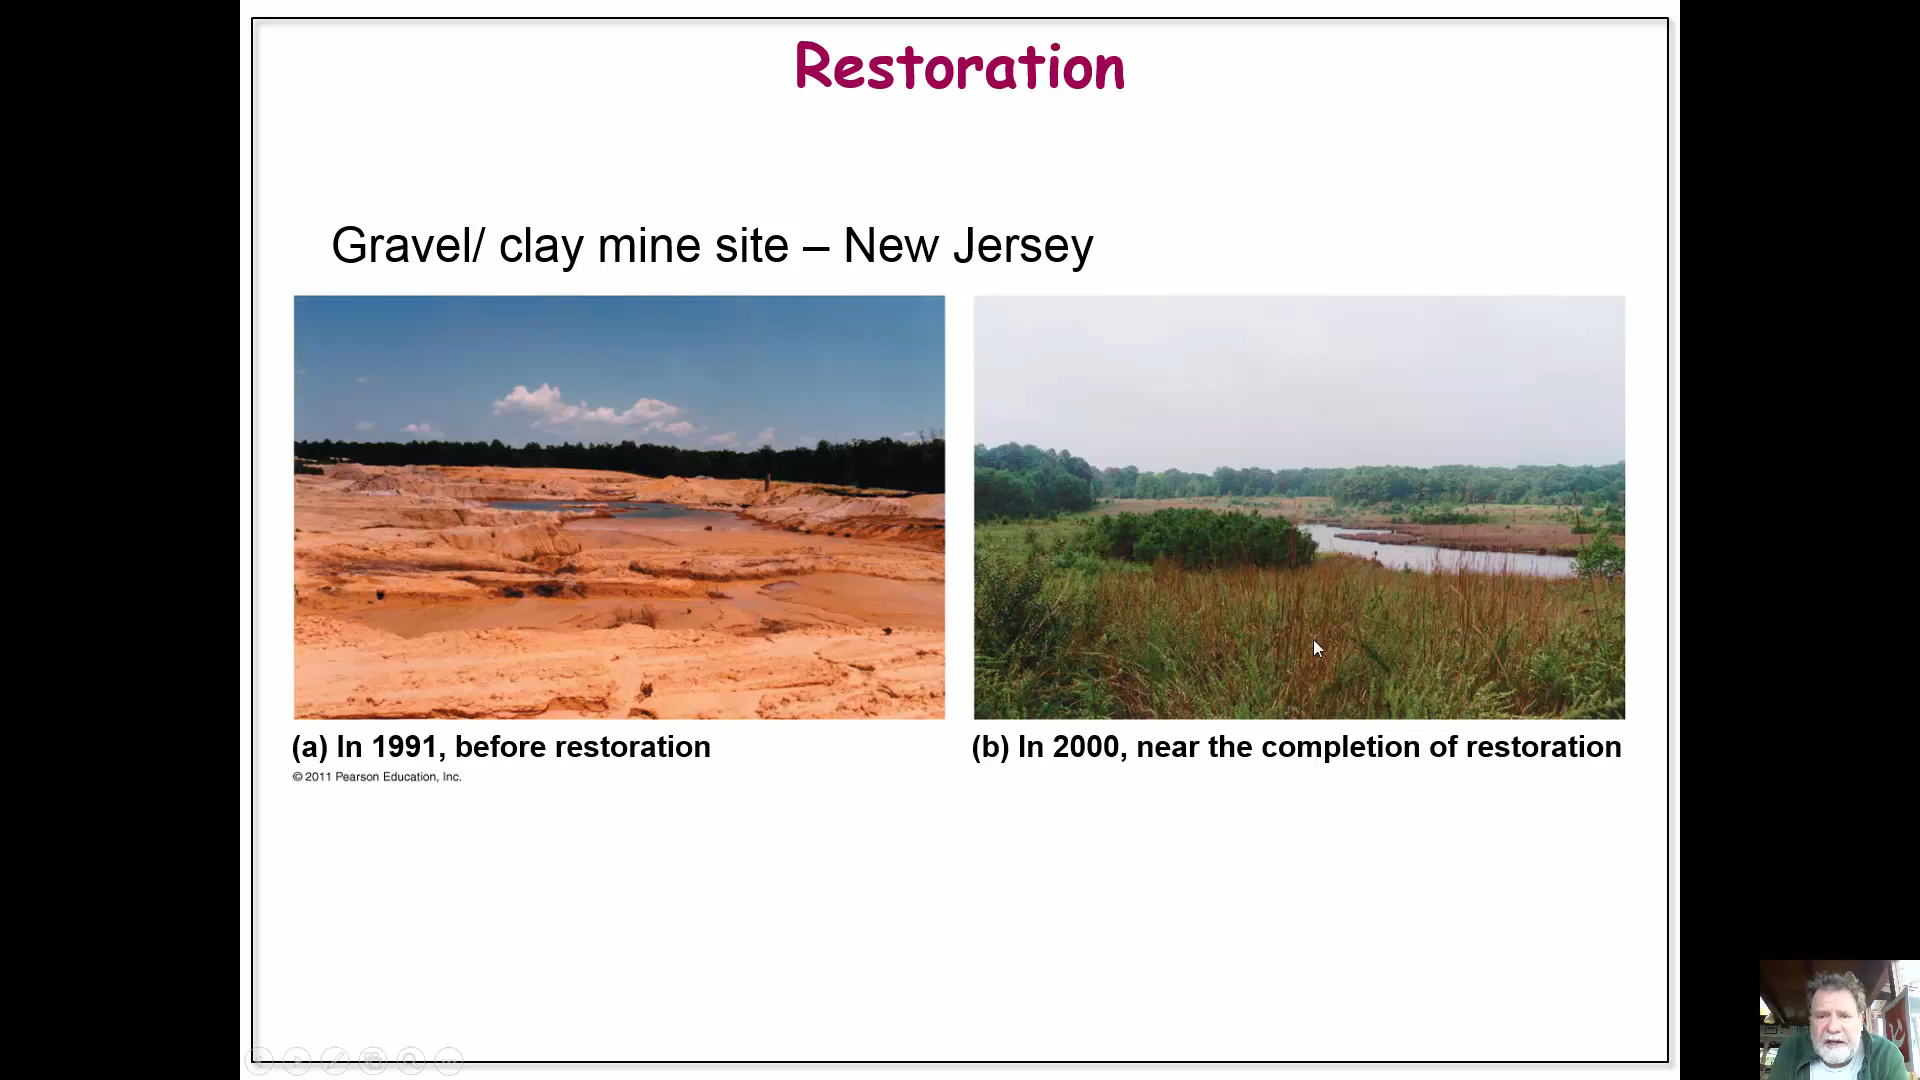 Restoration
Gravel/ clay mine site – New Jersey
(a) In 1991, before restoration
(b) In 2000, near the completion of restoration
© 2011 Pearson Education, Inc.